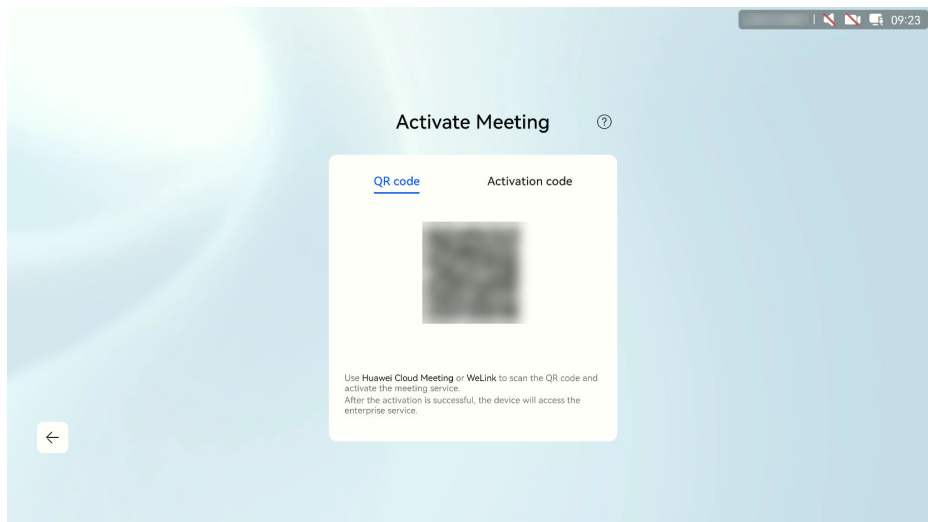 09:23
Activate Meeting ?
QR code Activation code
Use Huawei Cloud Meeting or WeLink to scan the QR code and
activate the meeting service.
After the activation is successful, the device will access the
enterprise service.